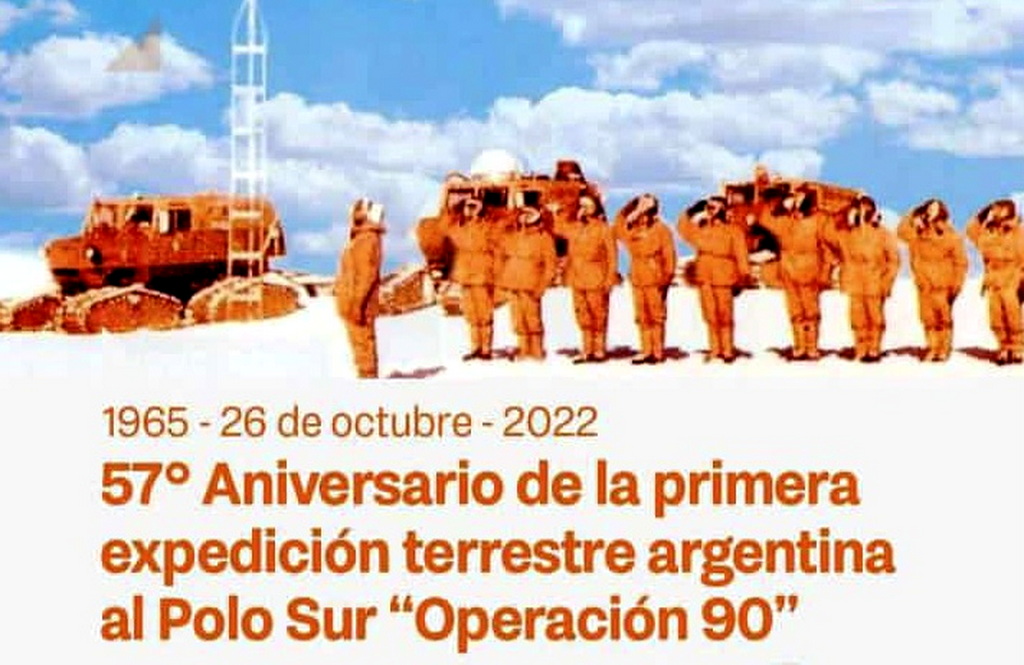 1965 - 26 de octubre - 2022
57° Aniversario de la primera
expedición terrestre argentina
al Polo Sur “Operación 90”